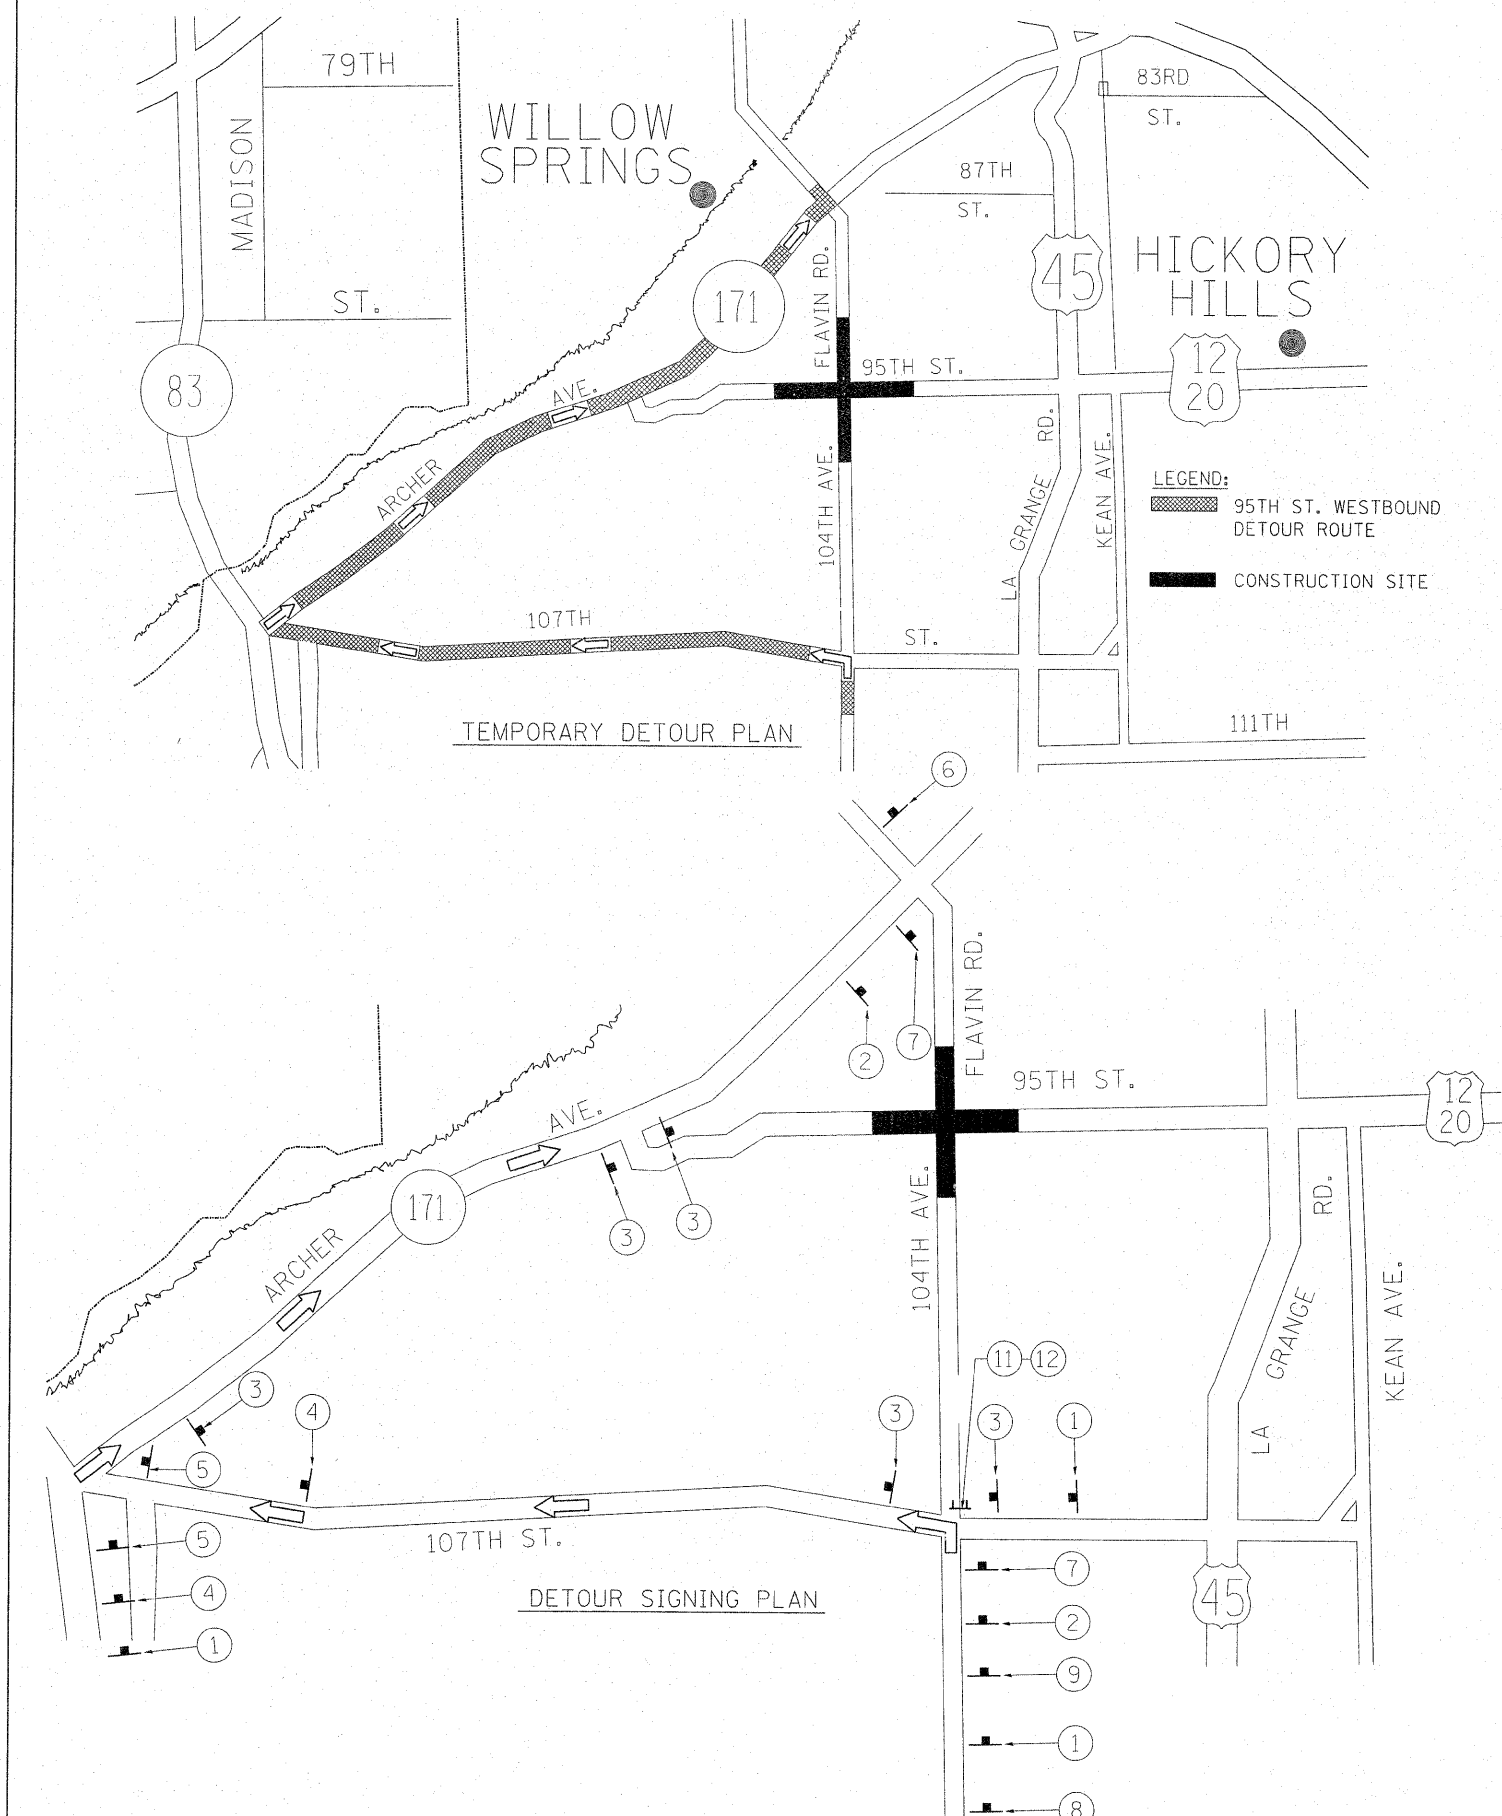 79TH
MADISON
ST.
WILLOW
SPRINGS
83RD
ST.
87TH
ST.
45
HICKORY
HILLS
171
FLAVIN RD.
83
12
20
95TH ST.
AVE.
ARCHER
104TH AVE.
LA GRANGE RD.
KEAN AVE.
LEGEND:
95TH ST. WESTBOUND
DETOUR ROUTE
CONSTRUCTION SITE
107TH
ST.
111TH
TEMPORARY DETOUR PLAN
6
7
2
FLAVIN RD.
95TH ST.
12
20
AVE.
171
3
3
ARCHER
104TH AVE.
LA GRANGE RD.
KEAN AVE.
11
12
3
4
3
3
1
5
5
4
1
107TH ST.
7
2
9
1
8
45
DETOUR SIGNING PLAN